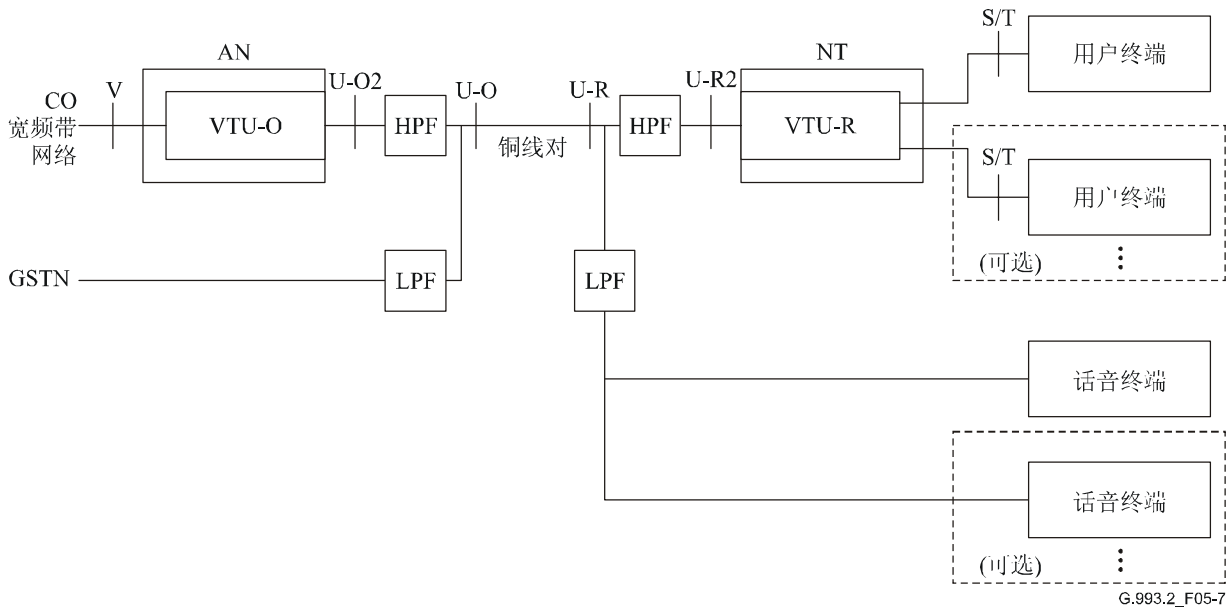 S/T
用户终端
AN
NT
V
U-O2
U-O
U-R
U-R2
CO
宽频带
网络
VTU-O
HPF
铜线对
HPF
VTU-R
S/T
用户终端
⋮
(可选)
GSTN
LPF
LPF
话音终端
话音终端
⋮
(可选)
G.993.2_F05-7